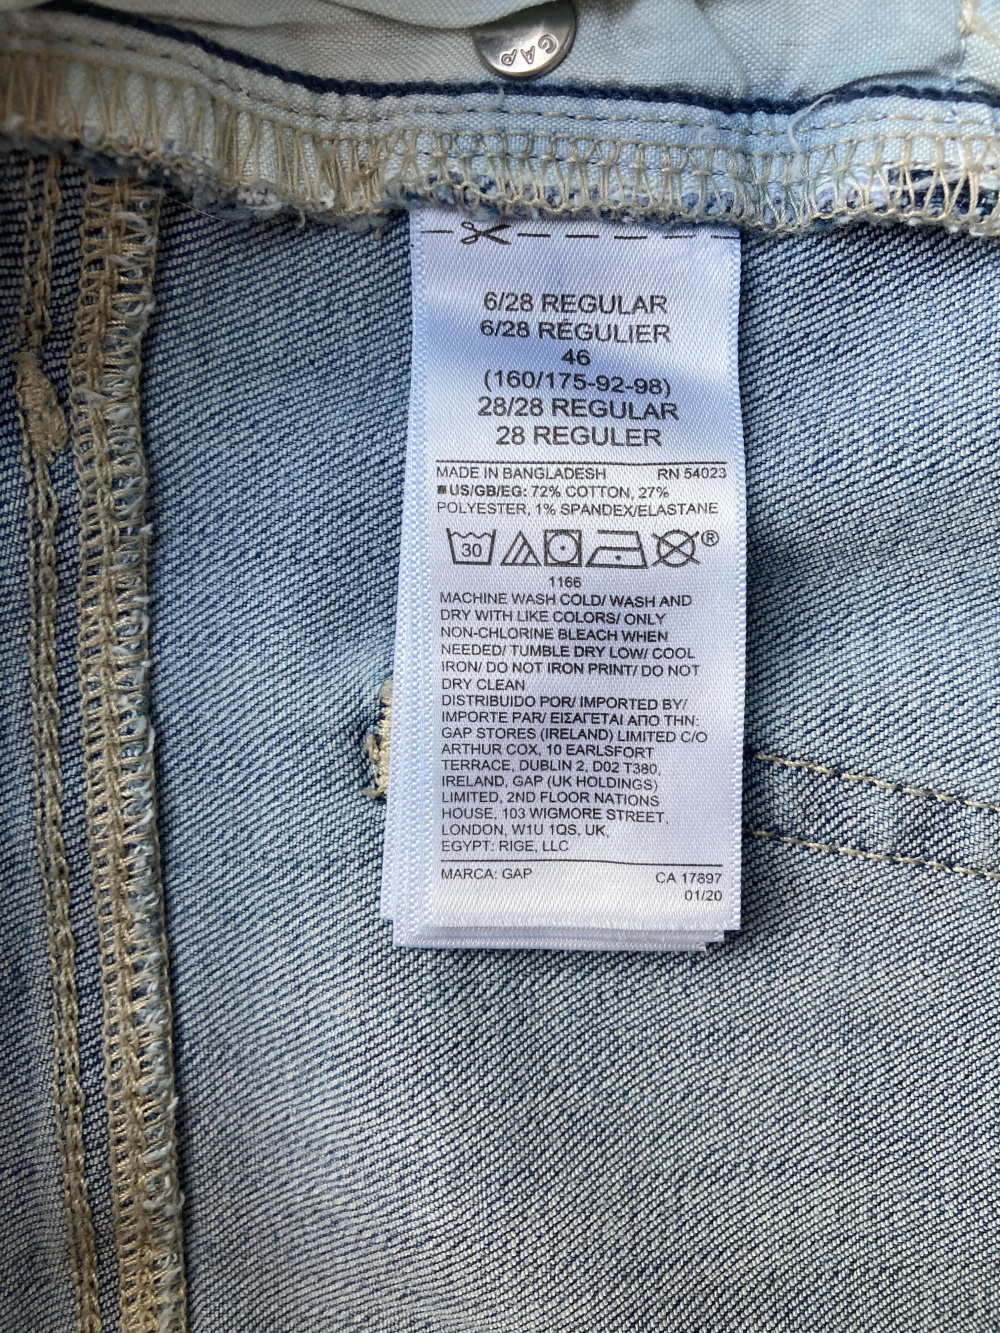 GAP
6/28 REGULAR
6/28 RÉGULIER
46
(160/175-92-98)
28/28 REGULAR
28 REGULER
MADE IN BANGLADESH RN 54023
US/GB/EG: 72% COTTON, 27%
POLYESTER, 1% SPANDEX/ELASTANE
30
®
1166
MACHINE WASH COLD/ WASH AND
DRY WITH LIKE COLORS/ ONLY
NON-CHLORINE BLEACH WHEN
NEEDED/ TUMBLE DRY LOW/ COOL
IRON/ DO NOT IRON PRINT/ DO NOT
DRY CLEAN
DISTRIBUIDO POR/ IMPORTED BY/
IMPORTE PAR/ ΕΙΣΑΓΕΤΑΙ ΑΠΟ ΤΗΝ:
GAP STORES (IRELAND) LIMITED C/O
ARTHUR COX, 10 EARLSFORT
TERRACE, DUBLIN 2, D02 T380,
IRELAND, GAP (UK HOLDINGS)
LIMITED, 2ND FLOOR NATIONS
HOUSE, 103 WIGMORE STREET,
LONDON, W1U 1QS, UK,
EGYPT: RIGE, LLC
MARCA: GAP CA 17897
01/20